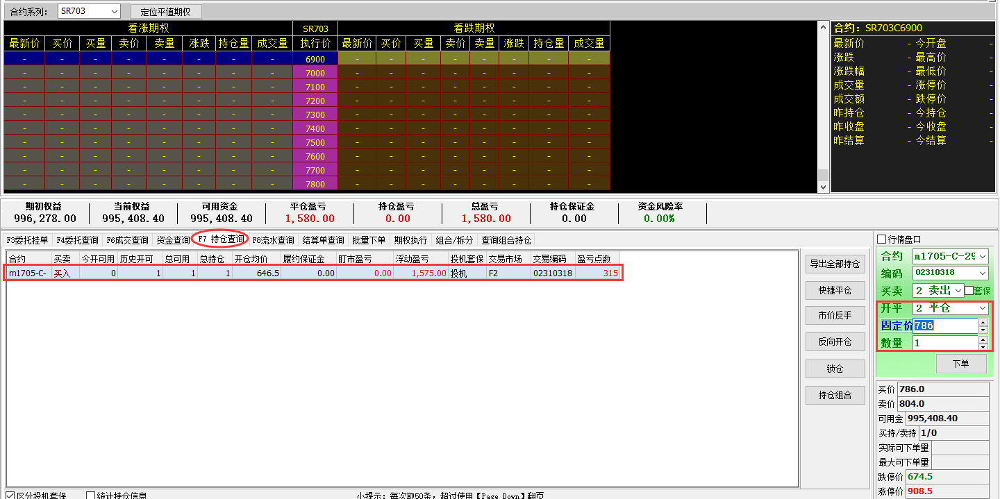 合约系列： SR703 定位平值期权
看涨期权 SR703 看跌期权
最新价 买价 买量 卖价 卖量 涨跌 持仓量 成交量 执行价 最新价 买价 买量 卖价 卖量 涨跌 持仓量 成交量
- - - - - - - - 6900 - - - - - - - -
- - - - - - - - 7000 - - - - - - - -
- - - - - - - - 7100 - - - - - - - -
- - - - - - - - 7200 - - - - - - - -
- - - - - - - - 7300 - - - - - - - -
- - - - - - - - 7400 - - - - - - - -
- - - - - - - - 7500 - - - - - - - -
- - - - - - - - 7600 - - - - - - - -
- - - - - - - - 7700 - - - - - - - -
- - - - - - - - 7800 - - - - - - - -
合约：SR703C6900
最新价 - 今开盘 -
涨跌 - 最高价 -
涨跌幅 - 最低价 -
成交量 - 涨停价 -
成交额 - 跌停价 -
昨持仓 - 今持仓 -
昨收盘 - 今收盘 -
昨结算 - 今结算 -
期初权益 当前权益 可用资金 平仓盈亏 持仓盈亏 总盈亏 持仓保证金 资金风险率
996,278.00 995,408.40 995,408.40 1,580.00 0.00 1,580.00 0.00 0.00%
F3委托挂单 F4委托查询 F6成交查询 资金查询 F7 持仓查询 F8流水查询 结算单查询 批量下单 期权执行 组合/拆分 查询组合持仓
合约 买卖 今开可用 历史开可 总可用 总持仓 开仓均价 履约保证金 盯市盈亏 浮动盈亏 投机套保 交易市场 交易编码 盈亏点数
m1705-C- 买入 0 1 1 1 646.5 0.00 0.00 1,575.00 投机 F2 02310318 315
导出全部持仓
快捷平仓
市价反手
反向开仓
锁仓
持仓组合
行情盘口
合约 m1705-C-29
编码 02310318
买卖 2 卖出 套保
开平 2 平仓
固定价 786
数量 1
下单
买价 786.0
卖价 804.0
可用金 995,408.40
买持/卖持 1/0
实际可下单量
最大可下单量
跌停价 674.5
涨停价 908.5
区分投机套保 统计持仓信息 小提示：每次取50条，超过使用【Page Down】翻页